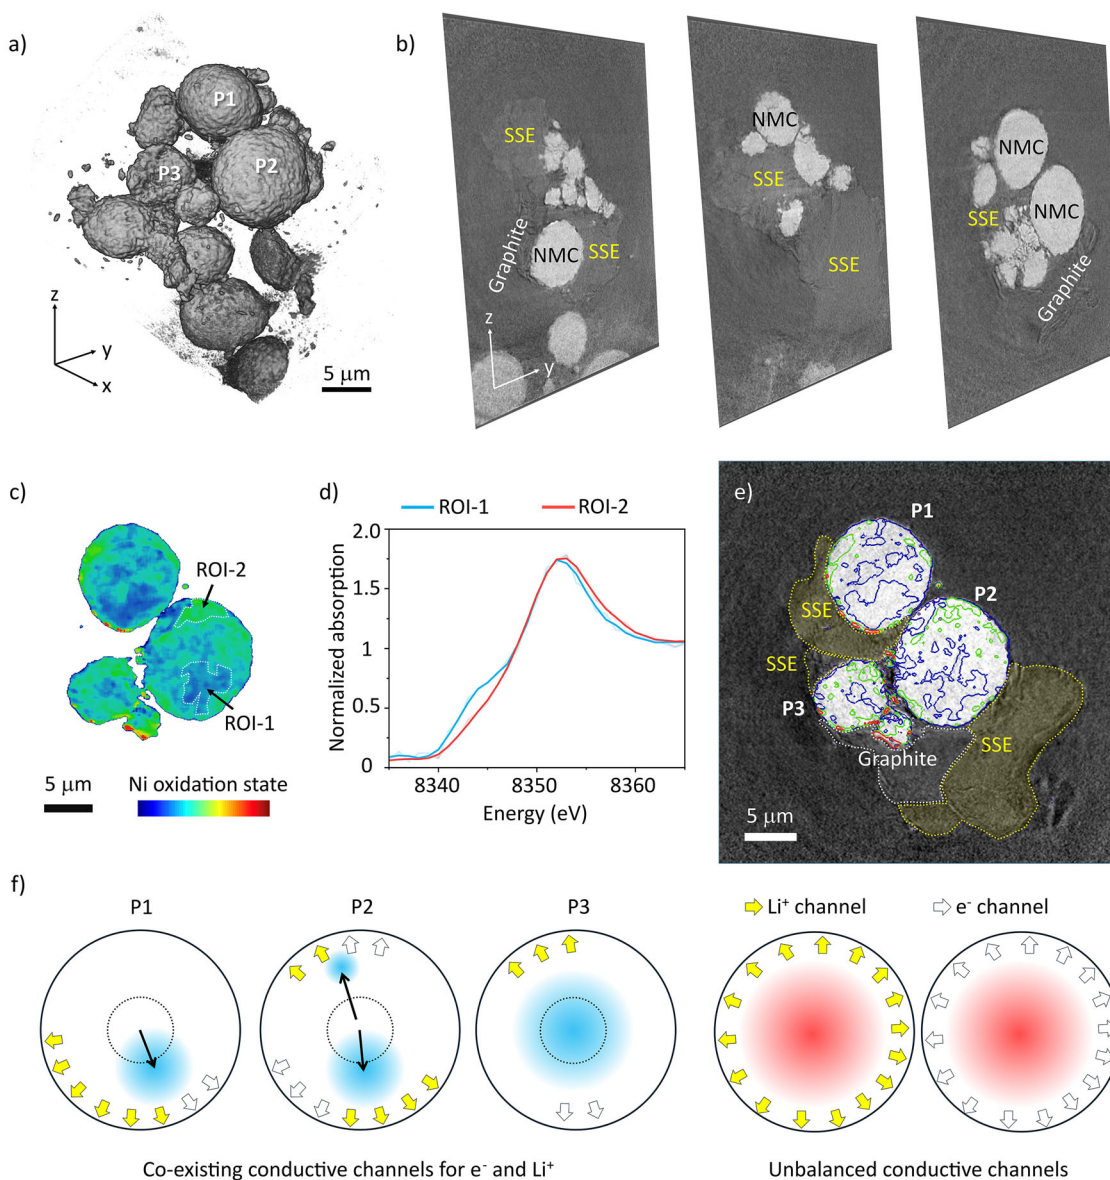 a)
P1
P2
P3
z
y
x
5 μm
b)
SSE
Graphite
NMC
SSE
z
y
NMC
SSE
SSE
NMC
NMC
SSE
Graphite
c)
ROI-2
ROI-1
5 μm
Ni oxidation state
d)
ROI-1
ROI-2
2.0
1.5
1
0.5
0
Normalized absorption
8340
8350
8360
Energy (eV)
e)
P1
P2
SSE
SSE
P3
SSE
Graphite
5 μm
f)
P1
P2
P3
Li⁺ channel
e⁻ channel
Co-existing conductive channels for e⁻ and Li⁺
Unbalanced conductive channels